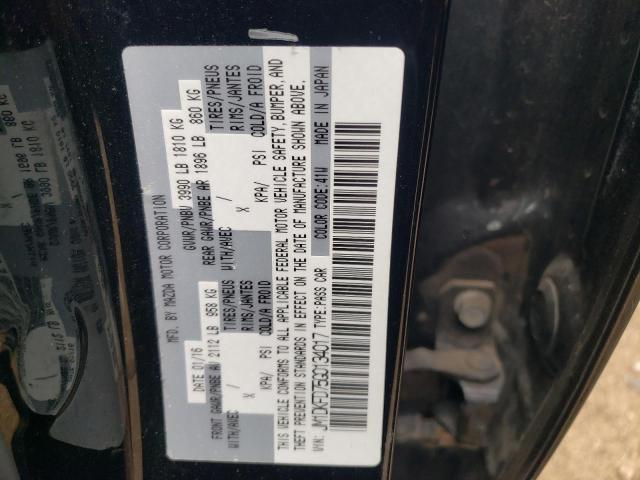 MFD. BY MAZDA MOTOR CORPORATION
DATE 01/16 GVWR/PNBV 3990 LB 1810 KG
FRONT GAWR/PNBE AV 2112 LB 958 KG REAR GAWR/PNBE AR 1896 LB 860 KG
WITH/AVEC TIRES/PNEUS WITH/AVEC TIRES/PNEUS
/ X RIMS/JANTES / X RIMS/JANTES
KPA/ PSI COLD/A FROID KPA/ PSI COLD/A FROID
THIS VEHICLE CONFORMS TO ALL APPLICABLE FEDERAL MOTOR VEHICLE SAFETY,BUMPER,AND
THEFT PREVENTION STANDARDS IN EFFECT ON THE DATE OF MANUFACTURE SHOWN ABOVE.
VIN: JM1DKFD75G0134017 TYPE:PASS CAR COLOR CODE:41W MADE IN JAPAN